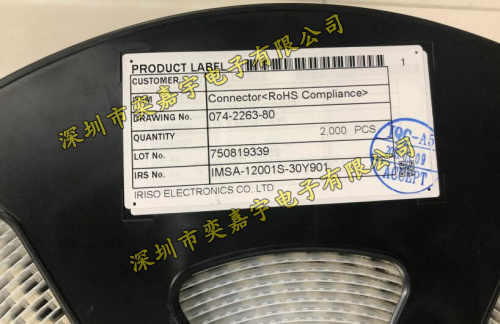 PRODUCT LABEL 1
CUSTOMER
ITEM Connector<RoHS Compliance>
DRAWING No. 074-2263-80
QUANTITY 2,000 PCS
LOT No. 750819339
IRS No. IMSA-12001S-30Y901
IRISO ELECTRONICS CO. LTD
ACCEPT
深圳市奕嘉宇电子有限公司
深圳市奕嘉宇电子有限公司